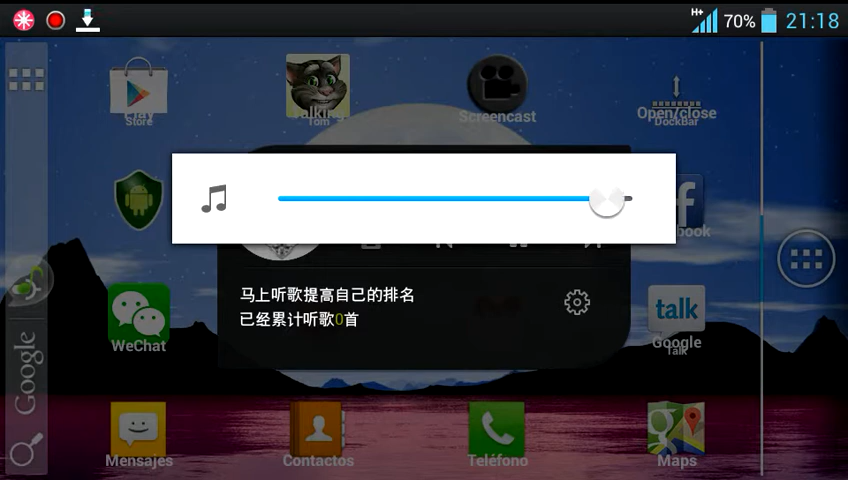 H+ 70% 21:18
Play
Store
Talking
Tom
Screencast
Open/close
DockBar
book
马上听歌提高自己的排名
已经累计听歌0首
WeChat
talk
Google
Talk
Google
Mensajes
Contactos
Teléfono
Maps